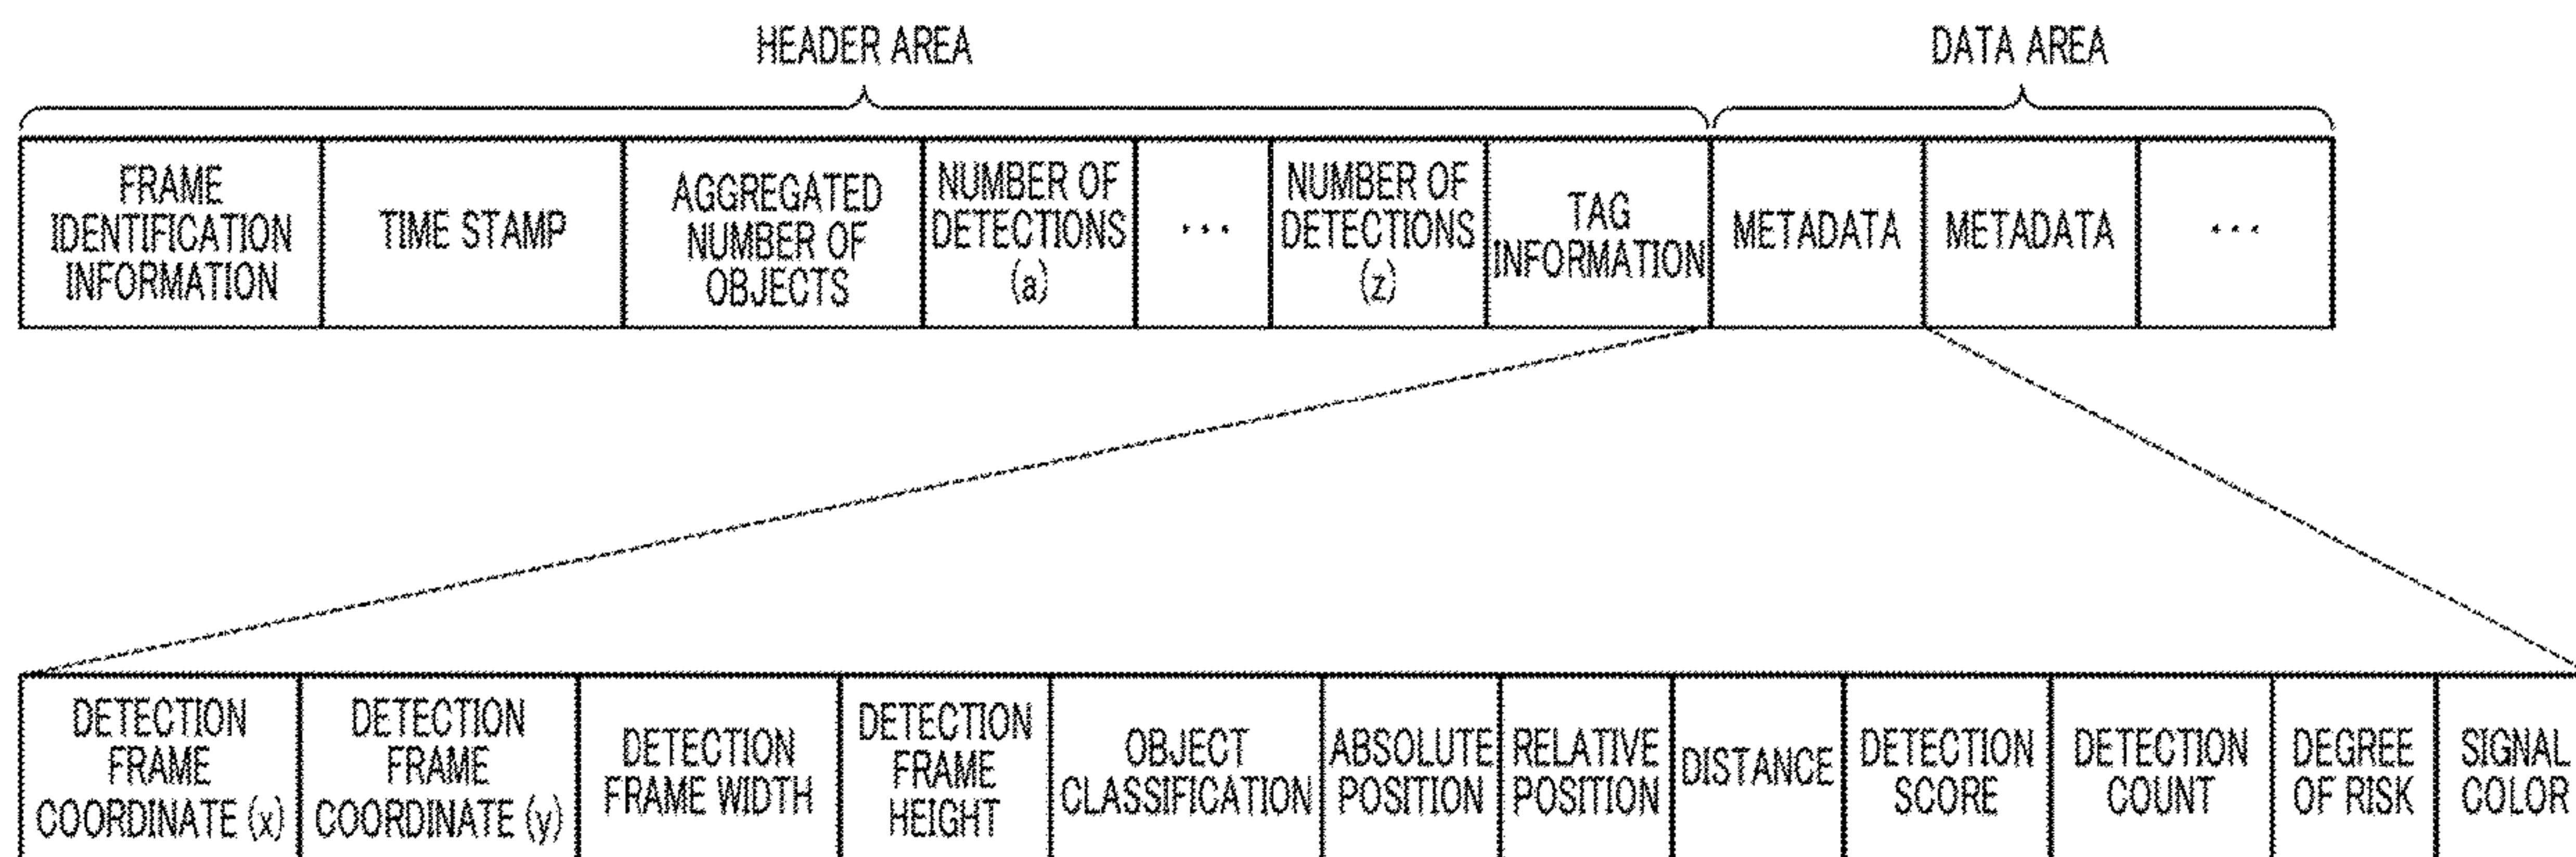 HEADER AREA
DATA AREA
FRAME
IDENTIFICATION
INFORMATION
TIME STAMP
AGGREGATED
NUMBER OF
OBJECTS
NUMBER OF
DETECTIONS
(a)
...
NUMBER OF
DETECTIONS
(z)
TAG
INFORMATION
METADATA
METADATA
...
DETECTION
FRAME
COORDINATE (x)
DETECTION
FRAME
COORDINATE (y)
DETECTION
FRAME WIDTH
DETECTION
FRAME
HEIGHT
OBJECT
CLASSIFICATION
ABSOLUTE
POSITION
RELATIVE
POSITION
DISTANCE
DETECTION
SCORE
DETECTION
COUNT
DEGREE
OF RISK
SIGNAL
COLOR